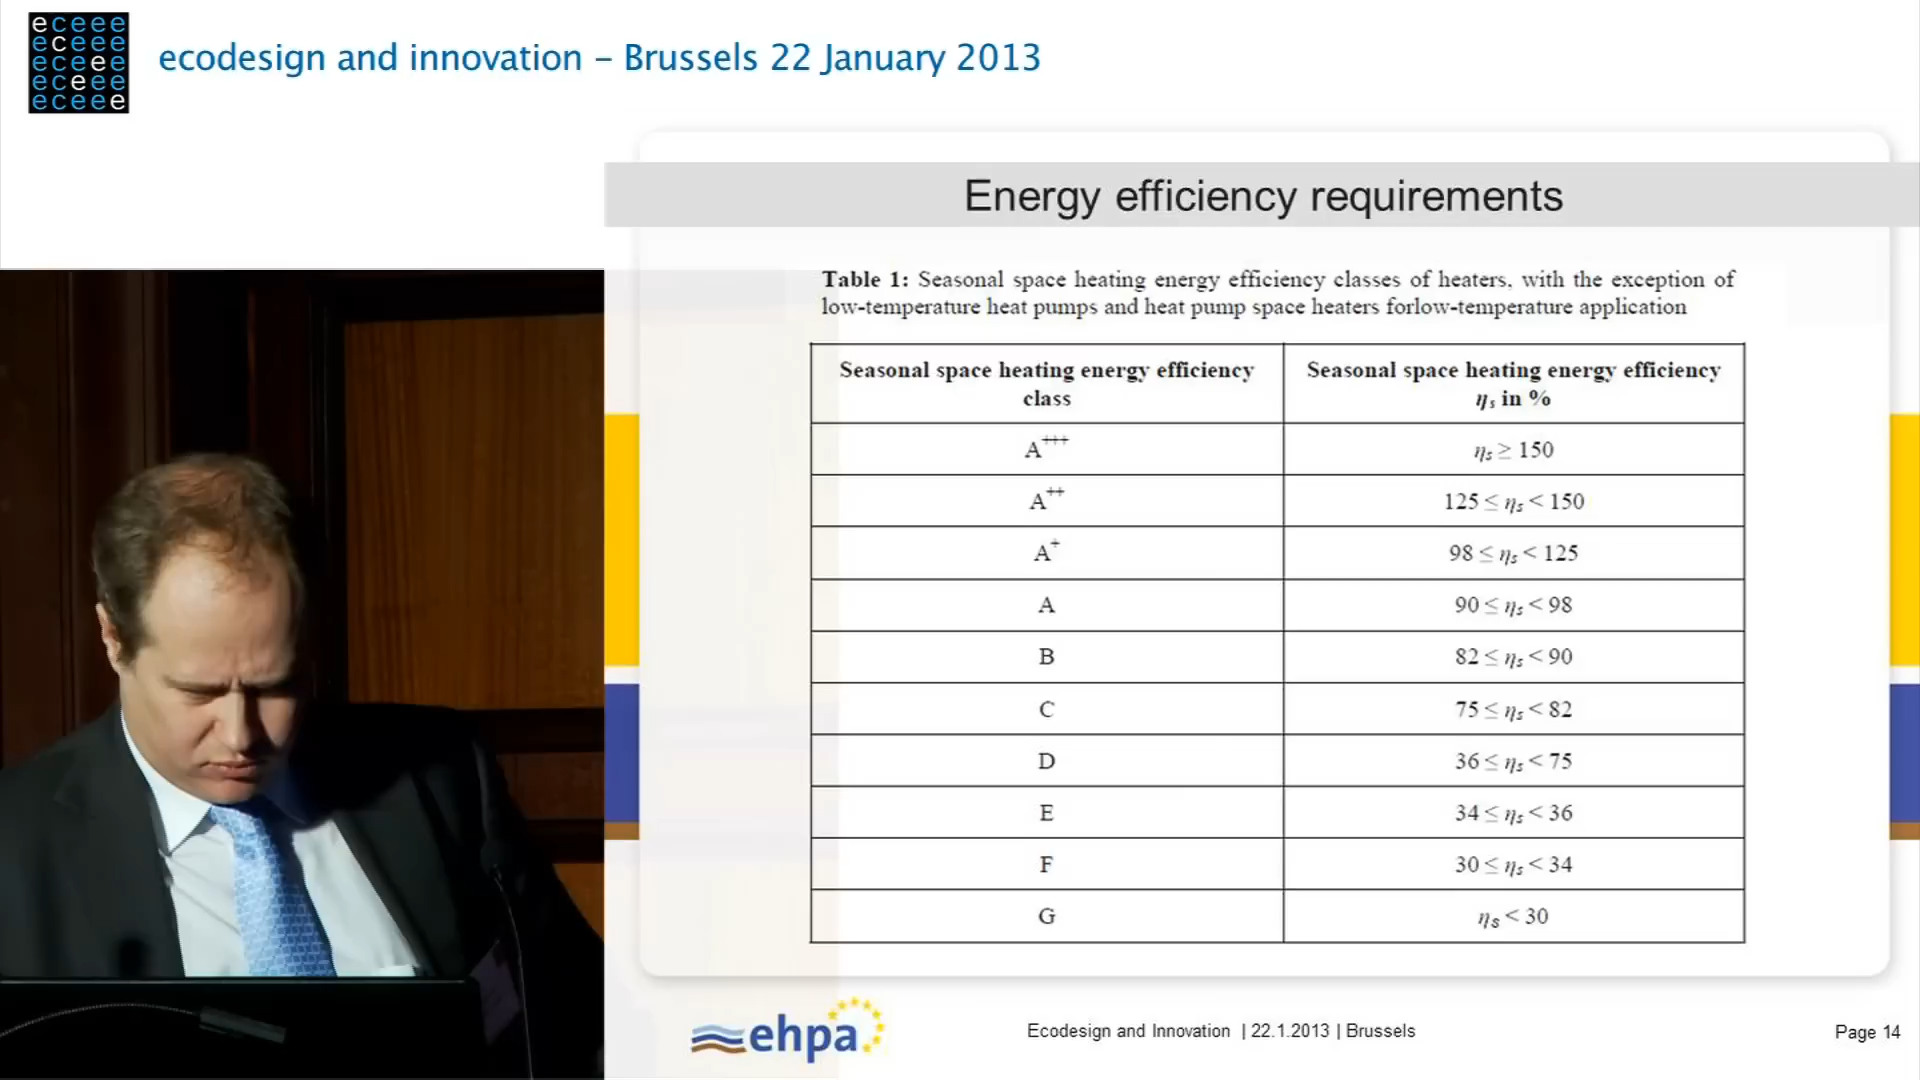 eceee
eceee
eceee
eceee
eceee
ecodesign and innovation – Brussels 22 January 2013
Energy efficiency requirements
Table 1: Seasonal space heating energy efficiency classes of heaters, with the exception of
low-temperature heat pumps and heat pump space heaters forlow-temperature application
Seasonal space heating energy efficiency class | Seasonal space heating energy efficiency ηs in %
A+++ ηs ≥ 150
A++ 125 ≤ ηs < 150
A+ 98 ≤ ηs < 125
A 90 ≤ ηs < 98
B 82 ≤ ηs < 90
C 75 ≤ ηs < 82
D 36 ≤ ηs < 75
E 34 ≤ ηs < 36
F 30 ≤ ηs < 34
G ηs < 30
ehpa
Ecodesign and Innovation | 22.1.2013 | Brussels
Page 14